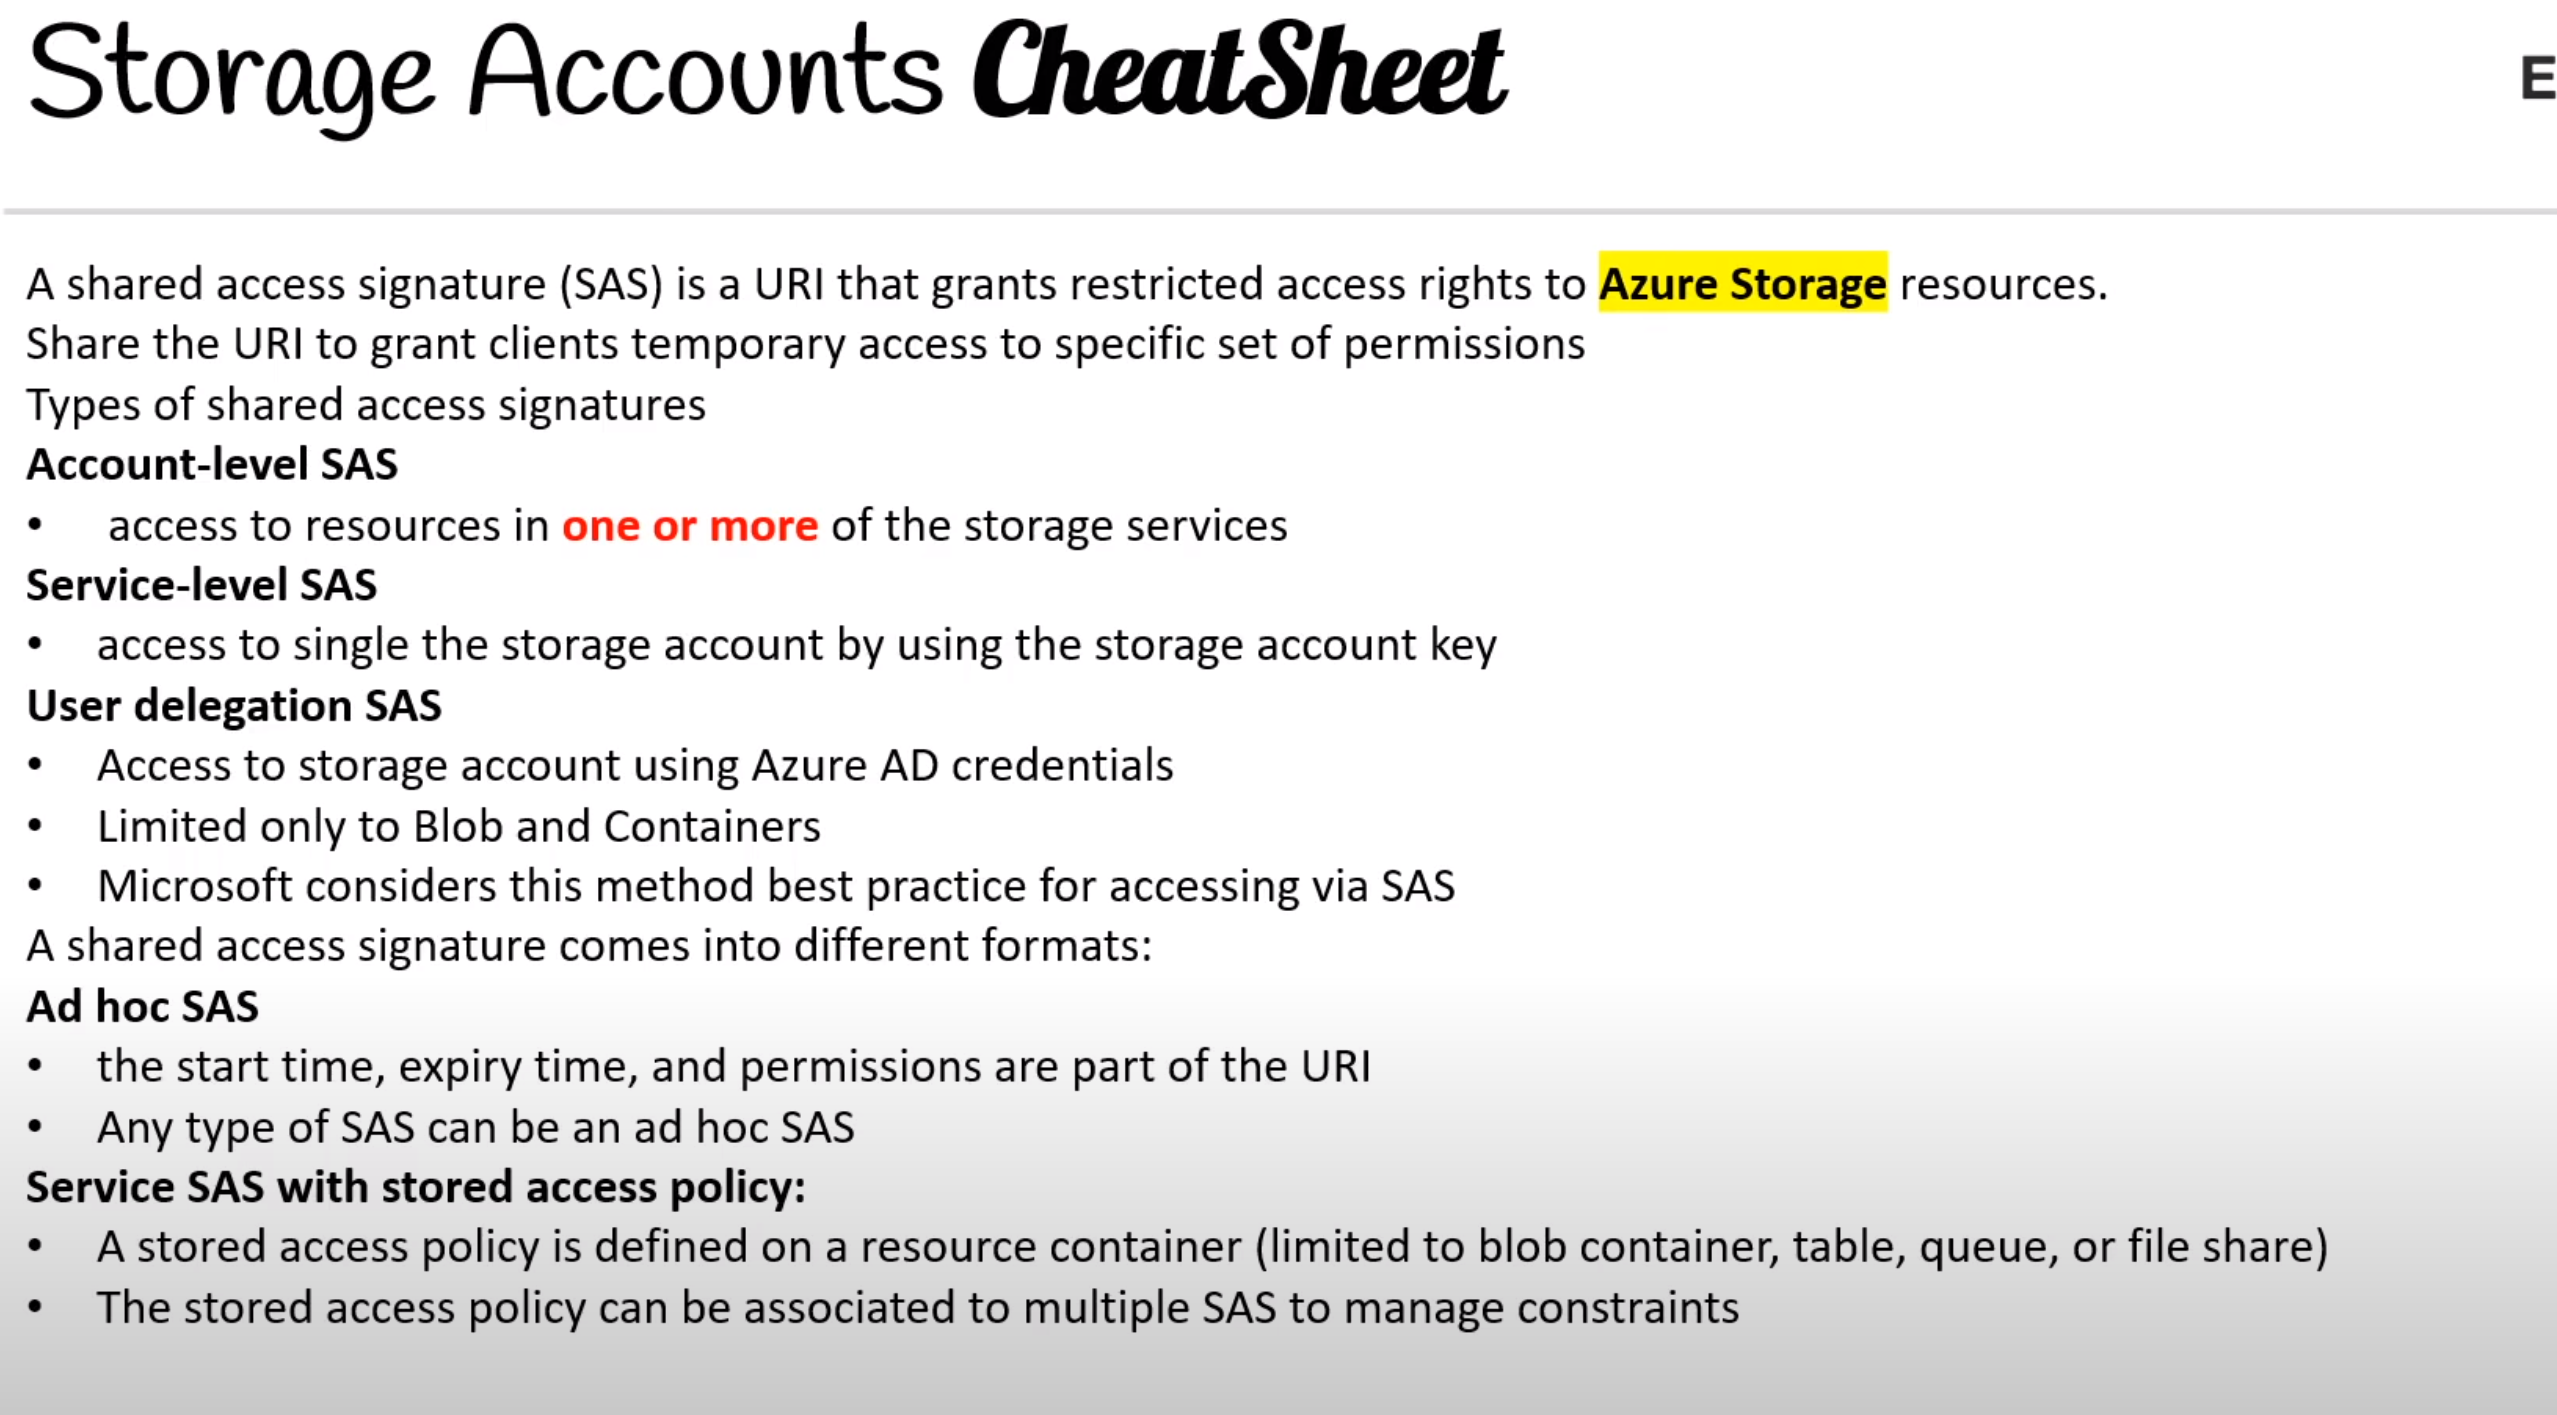 Storage Accounts CheatSheet
E
A shared access signature (SAS) is a URI that grants restricted access rights to Azure Storage resources.
Share the URI to grant clients temporary access to specific set of permissions
Types of shared access signatures
Account-level SAS
• access to resources in one or more of the storage services
Service-level SAS
• access to single the storage account by using the storage account key
User delegation SAS
• Access to storage account using Azure AD credentials
• Limited only to Blob and Containers
• Microsoft considers this method best practice for accessing via SAS
A shared access signature comes into different formats:
Ad hoc SAS
• the start time, expiry time, and permissions are part of the URI
• Any type of SAS can be an ad hoc SAS
Service SAS with stored access policy:
• A stored access policy is defined on a resource container (limited to blob container, table, queue, or file share)
• The stored access policy can be associated to multiple SAS to manage constraints